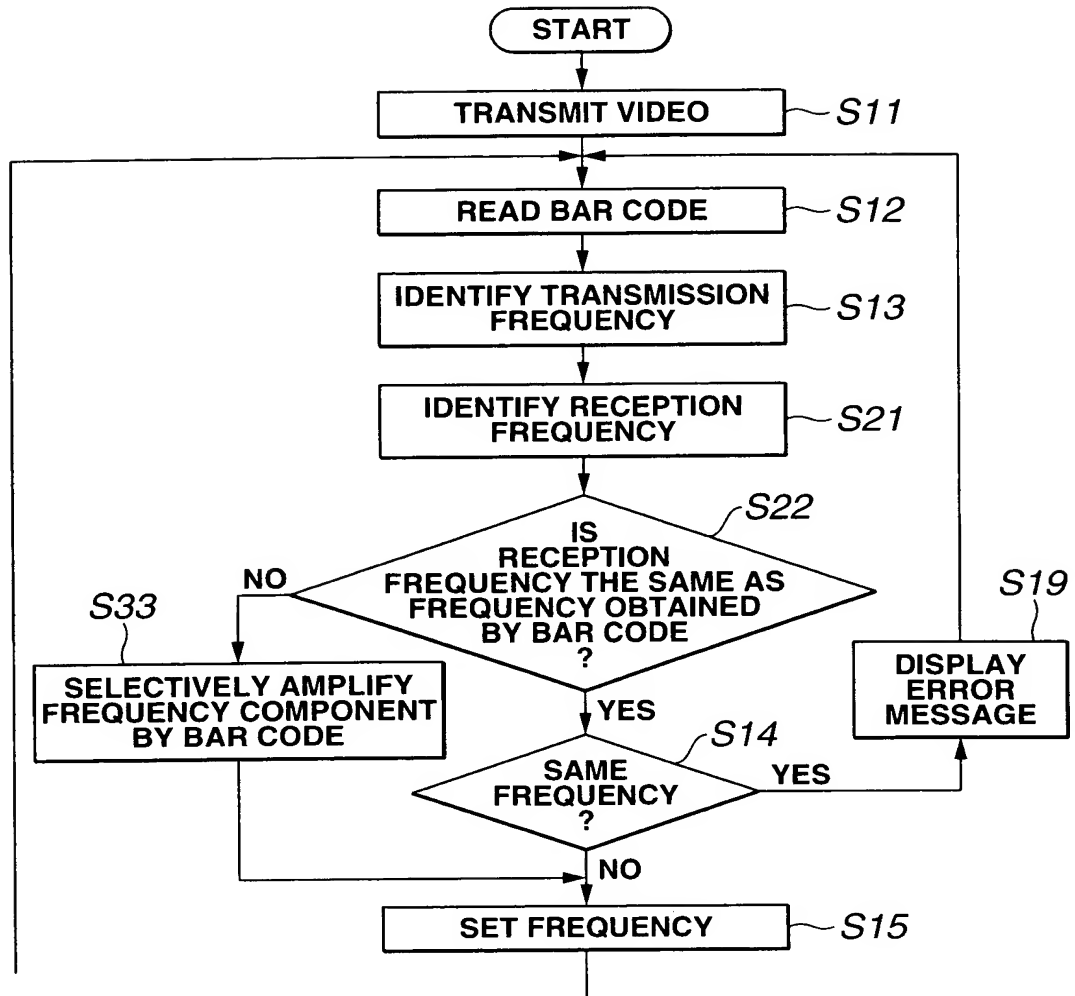 START
TRANSMIT VIDEO
S11
READ BAR CODE
S12
IDENTIFY TRANSMISSION
FREQUENCY
S13
IDENTIFY RECEPTION
FREQUENCY
S21
S22
IS
RECEPTION
FREQUENCY THE SAME AS
FREQUENCY OBTAINED
BY BAR CODE
?
NO
S33
SELECTIVELY AMPLIFY
FREQUENCY COMPONENT
BY BAR CODE
YES
S19
DISPLAY
ERROR
MESSAGE
S14
SAME
FREQUENCY
?
YES
NO
SET FREQUENCY
S15